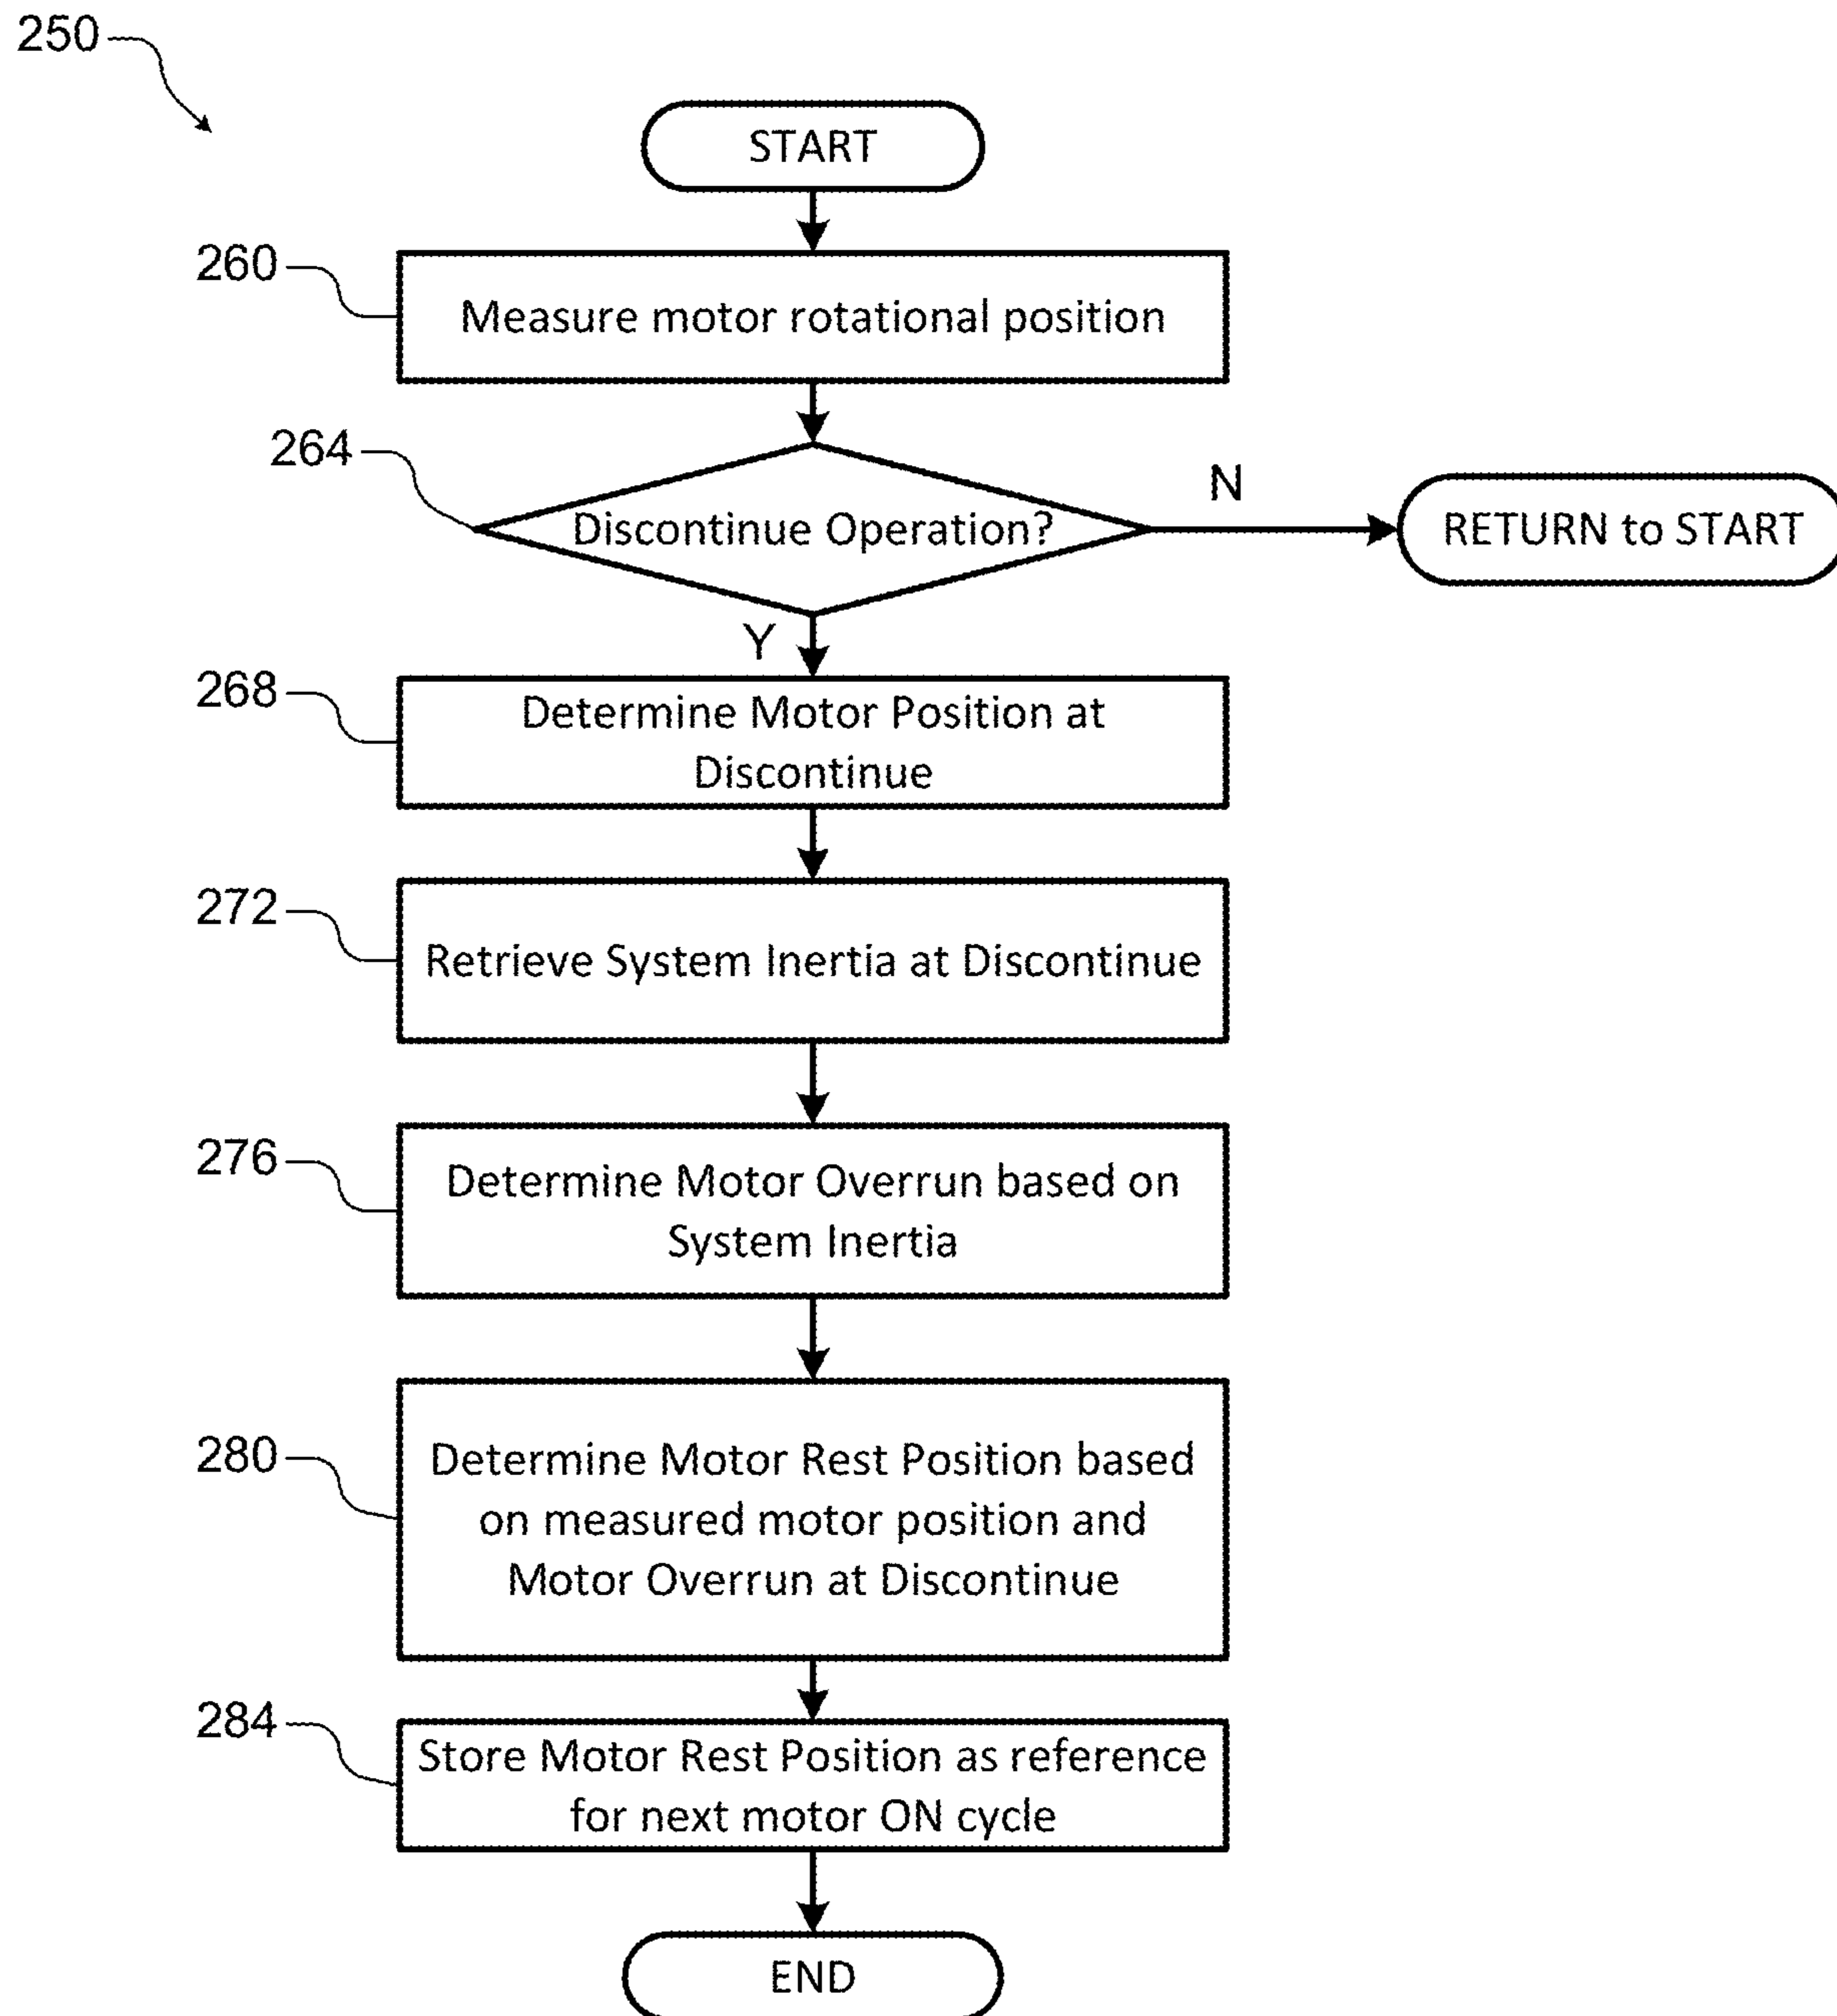 250
START
260
Measure motor rotational position
264
Discontinue Operation?
N
RETURN to START
Y
268
Determine Motor Position at
Discontinue
272
Retrieve System Inertia at Discontinue
276
Determine Motor Overrun based on
System Inertia
280
Determine Motor Rest Position based
on measured motor position and
Motor Overrun at Discontinue
284
Store Motor Rest Position as reference
for next motor ON cycle
END